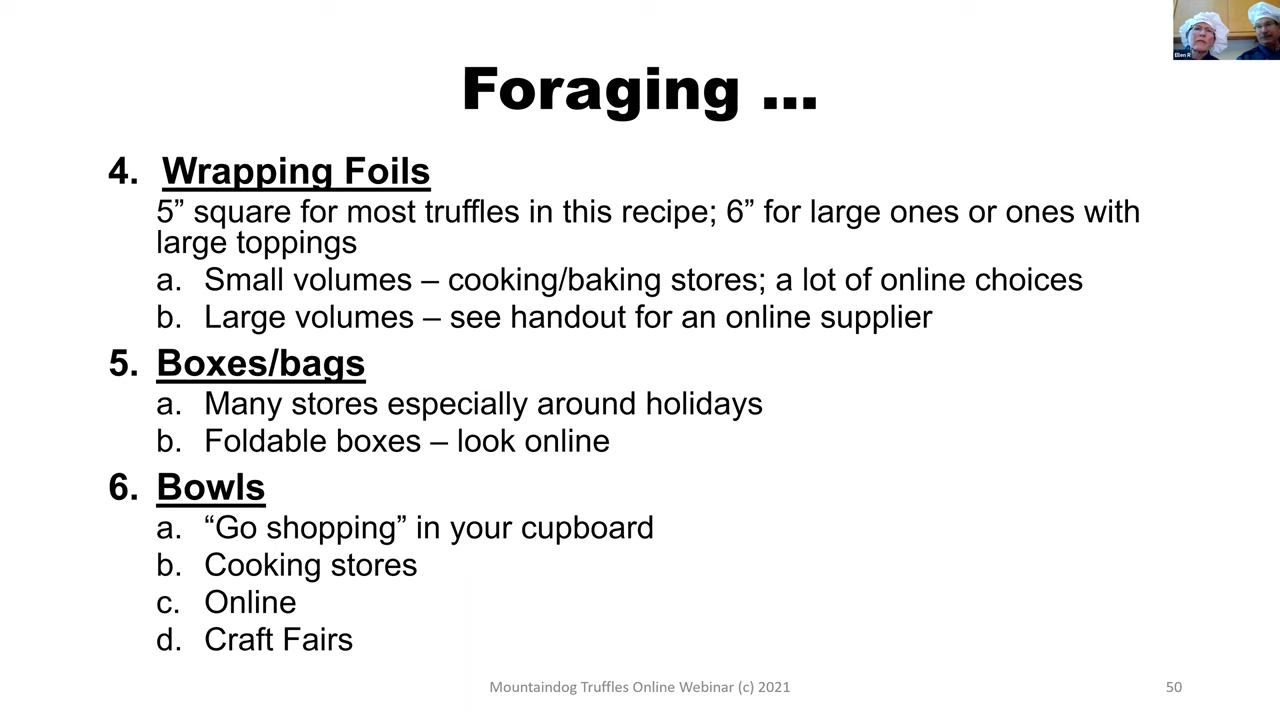 Ellen R
Foraging ...
4. Wrapping Foils
5” square for most truffles in this recipe; 6” for large ones or ones with
large toppings
a. Small volumes – cooking/baking stores; a lot of online choices
b. Large volumes – see handout for an online supplier
5. Boxes/bags
a. Many stores especially around holidays
b. Foldable boxes – look online
6. Bowls
a. “Go shopping” in your cupboard
b. Cooking stores
c. Online
d. Craft Fairs
Mountaindog Truffles Online Webinar (c) 2021
50